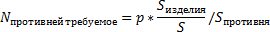 Nпротивней требуемое = p * Sизделия / S / Sпротивня